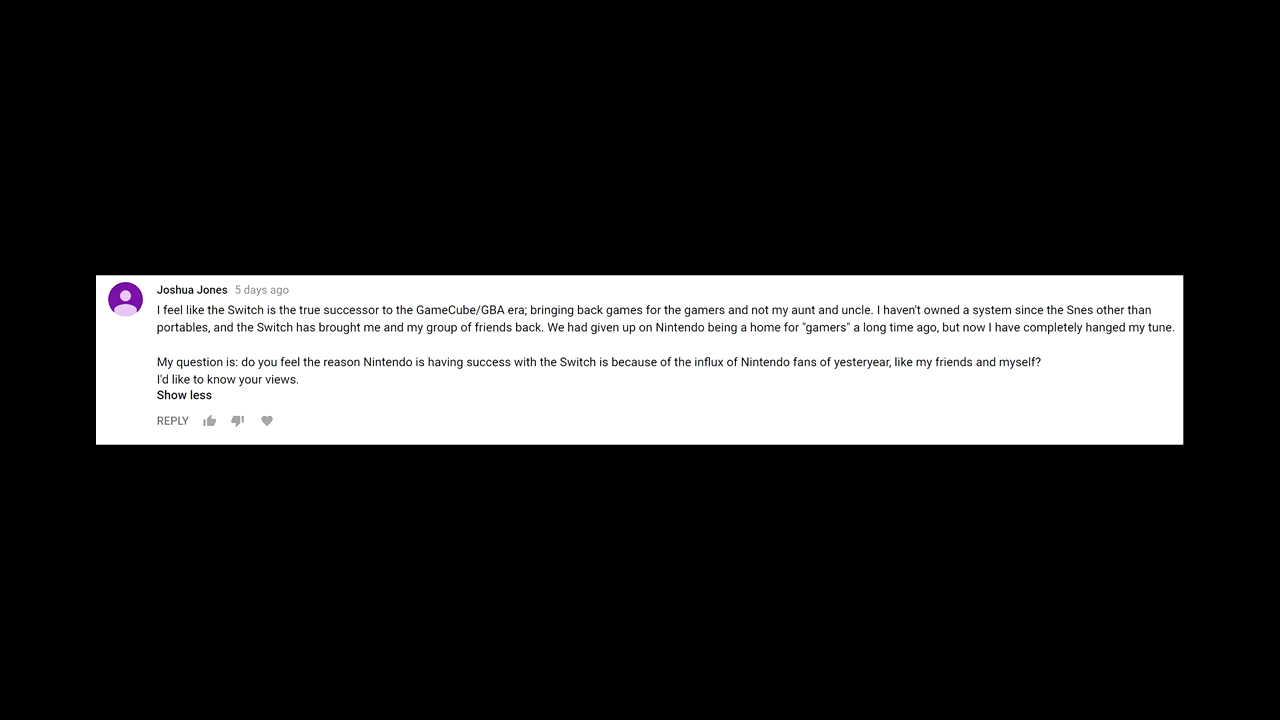 Joshua Jones 5 days ago
I feel like the Switch is the true successor to the GameCube/GBA era; bringing back games for the gamers and not my aunt and uncle. I haven't owned a system since the Snes other than
portables, and the Switch has brought me and my group of friends back. We had given up on Nintendo being a home for "gamers" a long time ago, but now I have completely hanged my tune.
My question is: do you feel the reason Nintendo is having success with the Switch is because of the influx of Nintendo fans of yesteryear, like my friends and myself?
I'd like to know your views.
Show less
REPLY